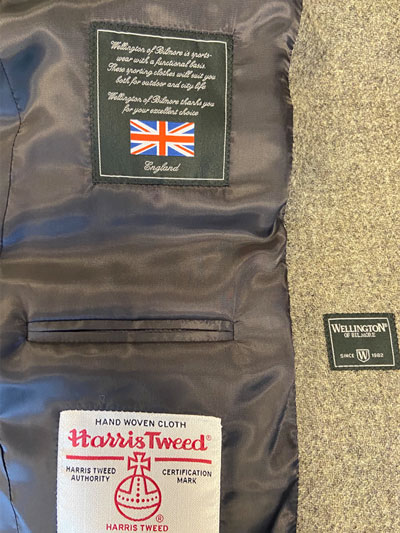 Wellington of Bilmore is sports-
wear with a functional basis.
These sporting clothes will suit you
both for outdoor and city life
Wellington of Bilmore thanks you
for your excellent choice
England
WELLINGTON®
OF BILMORE
SINCE W 1982
HAND WOVEN CLOTH
Harris Tweed®
HARRIS TWEED
AUTHORITY
CERTIFICATION
MARK
®
HARRIS TWEED